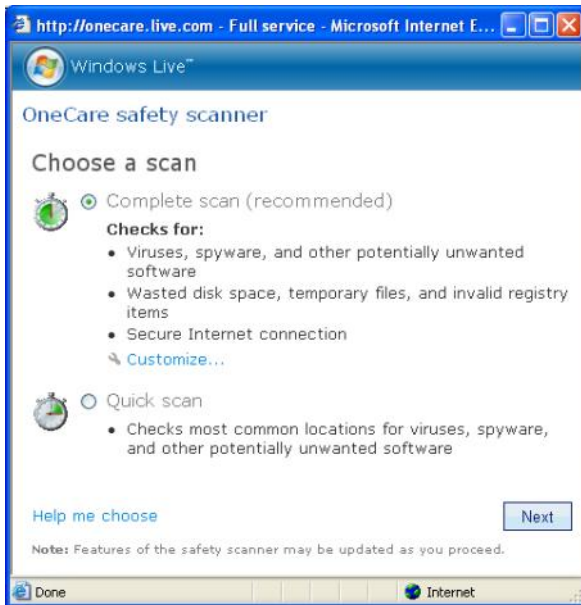 http://onecare.live.com - Full service - Microsoft Internet E...
Windows Live™
OneCare safety scanner
Choose a scan
Complete scan (recommended)
Checks for:
• Viruses, spyware, and other potentially unwanted
software
• Wasted disk space, temporary files, and invalid registry
items
• Secure Internet connection
Customize...
Quick scan
• Checks most common locations for viruses, spyware,
and other potentially unwanted software
Help me choose
Next
Note: Features of the safety scanner may be updated as you proceed.
Done
Internet